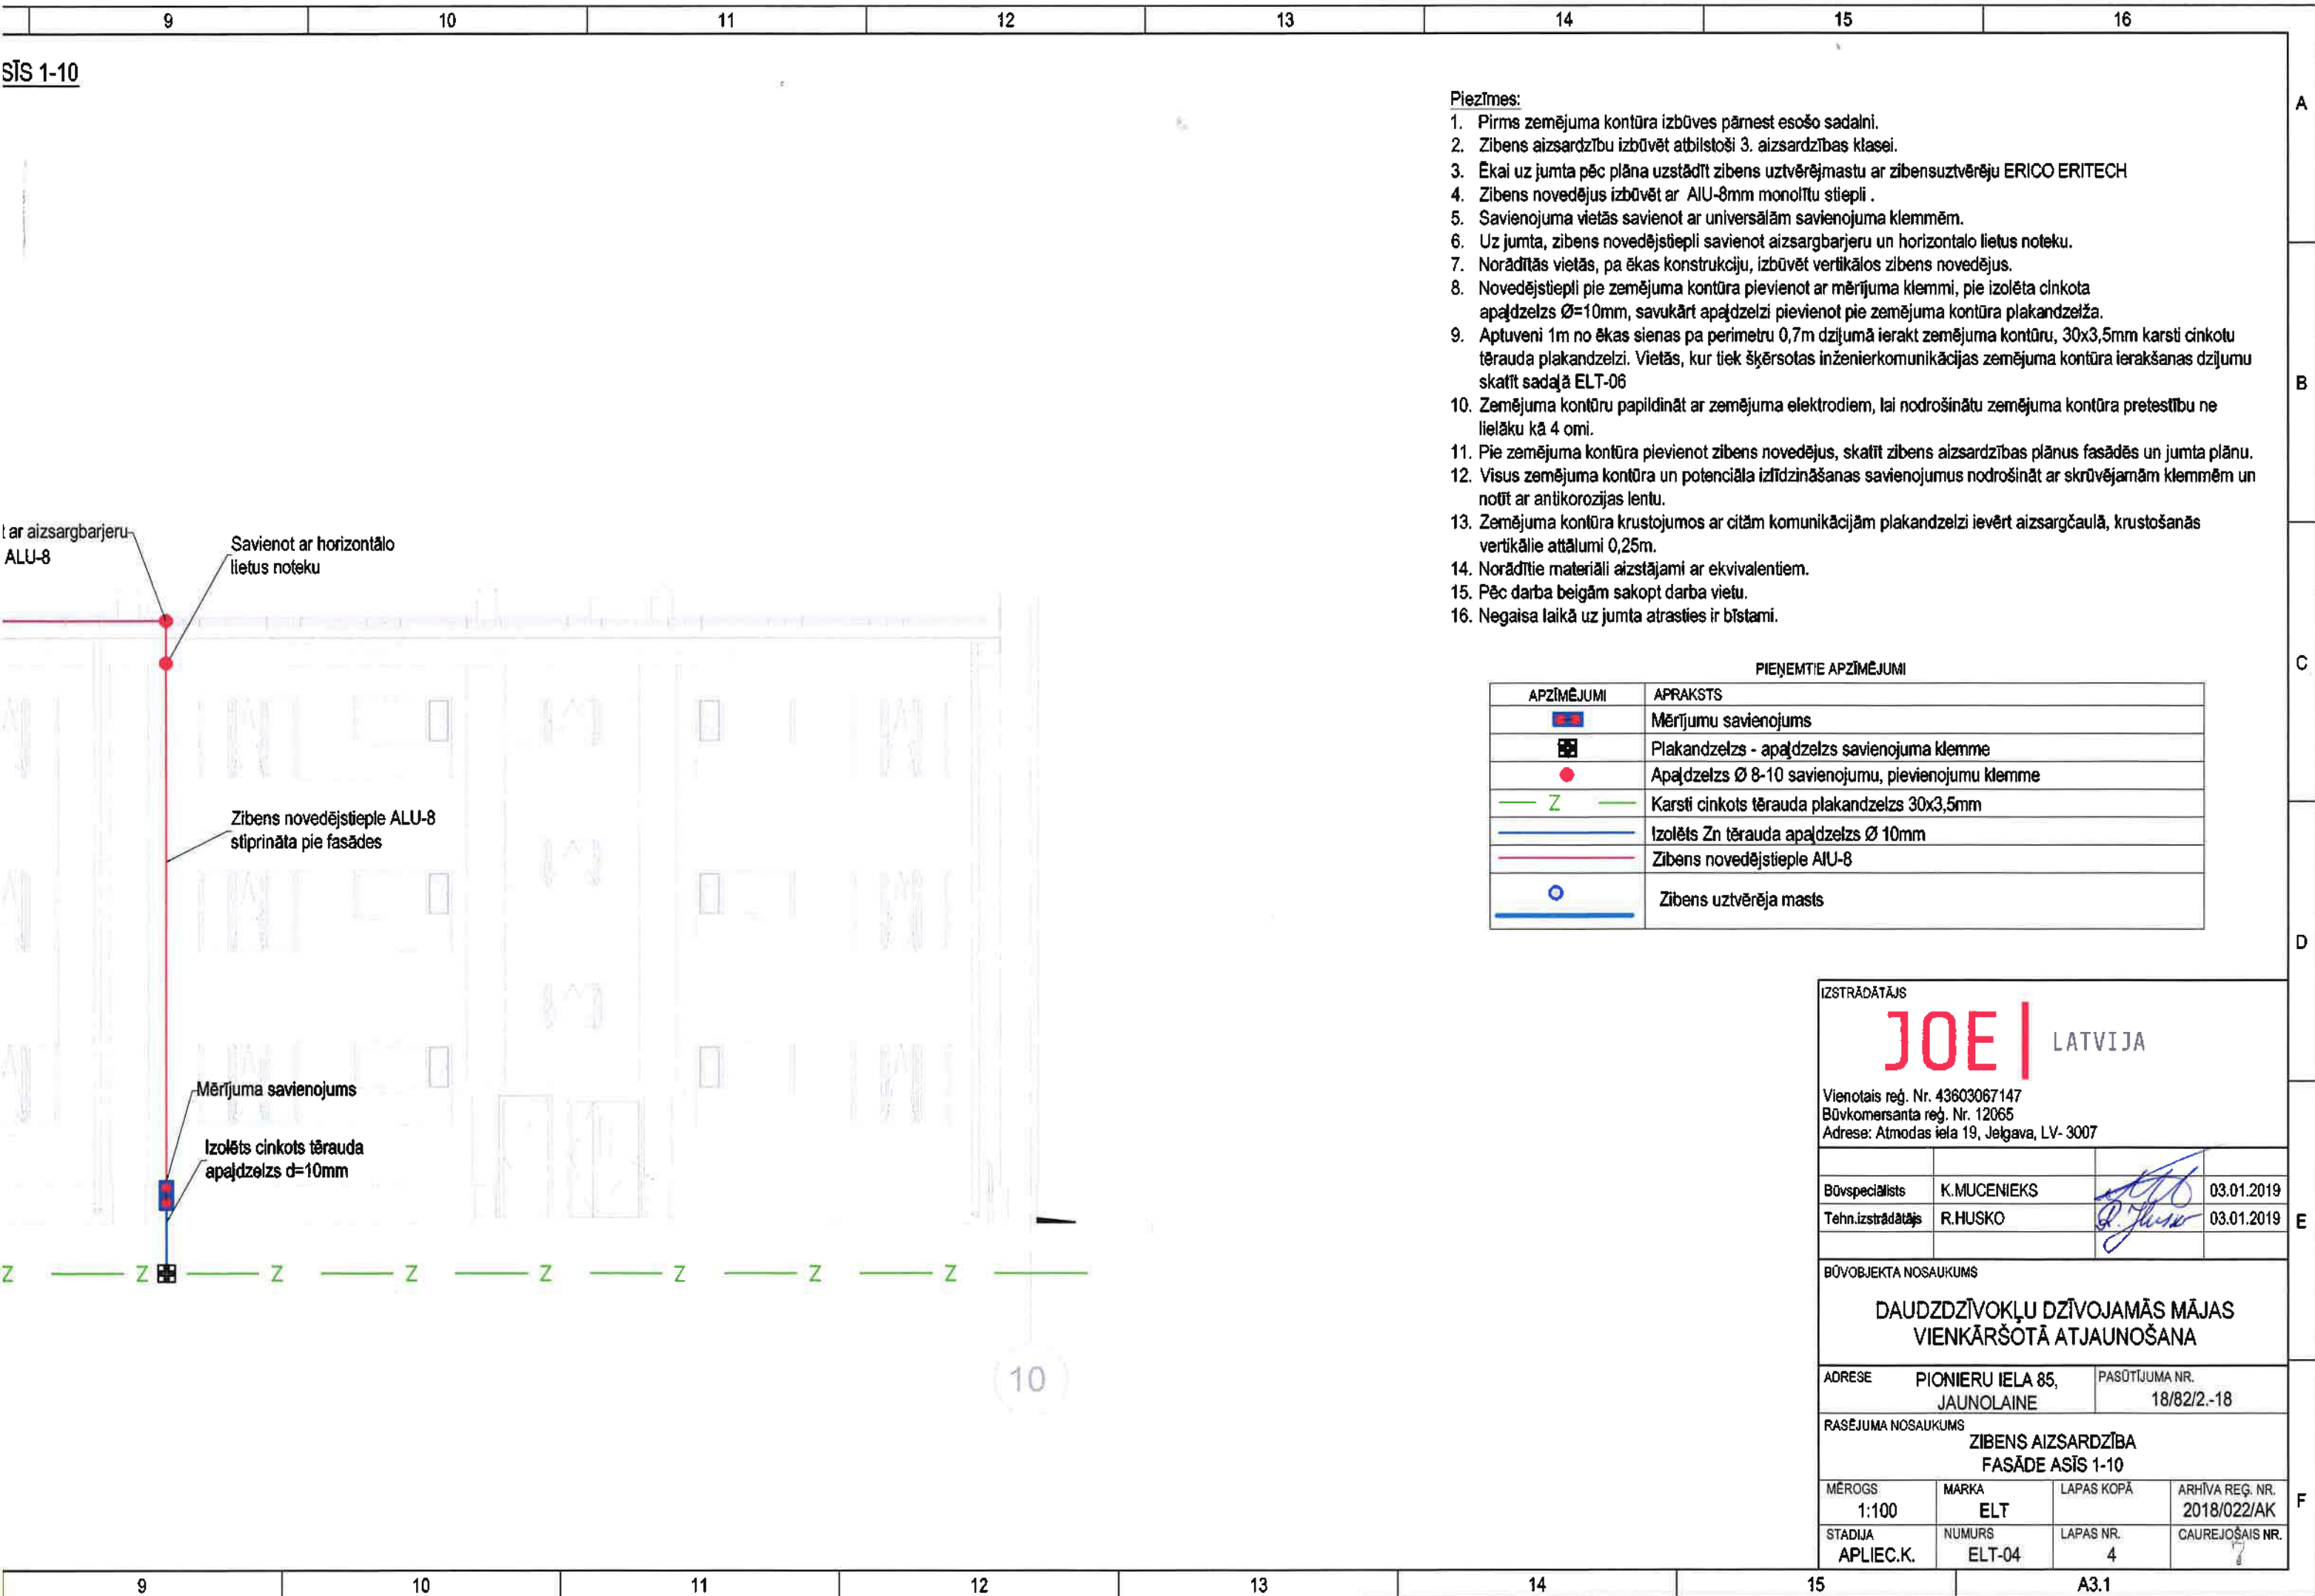 9 10 11 12 13 14 15 16
SĪS 1-10
A
Piezīmes:
1. Pirms zemējuma kontūra izbūves pārnest esošo sadalni.
2. Zibens aizsardzību izbūvēt atbilstoši 3. aizsardzības klasei.
3. Ēkai uz jumta pēc plāna uzstādīt zibens uztvērējmastu ar zibensuztvērēju ERICO ERITECH
4. Zibens novedējus izbūvēt ar AlU-8mm monolītu stiepli .
5. Savienojuma vietās savienot ar universālām savienojuma klemmēm.
6. Uz jumta, zibens novedējstiepli savienot aizsargbarjeru un horizontalo lietus noteku.
7. Norādītās vietās, pa ēkas konstrukciju, izbūvēt vertikālos zibens novedējus.
8. Novedējstiepli pie zemējuma kontūra pievienot ar mērījuma klemmi, pie izolēta cinkota
apaļdzelzs Ø=10mm, savukārt apaļdzelzi pievienot pie zemējuma kontūra plakandzelža.
9. Aptuveni 1m no ēkas sienas pa perimetru 0,7m dziļumā ierakt zemējuma kontūru, 30x3,5mm karsti cinkotu
tērauda plakandzelzi. Vietās, kur tiek šķērsotas inženierkomunikācijas zemējuma kontūra ierakšanas dziļumu
skatīt sadaļā ELT-06
B
10. Zemējuma kontūru papildināt ar zemējuma elektrodiem, lai nodrošinātu zemējuma kontūra pretestību ne
lielāku kā 4 omi.
11. Pie zemējuma kontūra pievienot zibens novedējus, skatīt zibens aizsardzības plānus fasādēs un jumta plānu.
12. Visus zemējuma kontūra un potenciāla izlīdzināšanas savienojumus nodrošināt ar skrūvējamām klemmēm un
notīt ar antikorozijas lentu.
13. Zemējuma kontūra krustojumos ar citām komunikācijām plakandzelzi ievērt aizsargčaulā, krustošanās
vertikālie attālumi 0,25m.
14. Norādītie materiāli aizstājami ar ekvivalentiem.
15. Pēc darba beigām sakopt darba vietu.
16. Negaisa laikā uz jumta atrasties ir bīstami.
t ar aizsargbarjeru
ALU-8
Savienot ar horizontālo
lietus noteku
C
PIEŅEMTIE APZĪMĒJUMI
APZĪMĒJUMI APRAKSTS
Mērījumu savienojums
Plakandzelzs - apaļdzelzs savienojuma klemme
Apaļdzelzs Ø 8-10 savienojumu, pievienojumu klemme
Z Karsti cinkots tērauda plakandzelzs 30x3,5mm
Izolēts Zn tērauda apaļdzelzs Ø 10mm
Zibens novedējstieple AlU-8
Zibens uztvērēja masts
Zibens novedējstieple ALU-8
stiprināta pie fasādes
D
Mērījuma savienojums
Izolēts cinkots tērauda
apaļdzelzs d=10mm
Z Z Z Z Z Z Z Z
10
IZSTRĀDĀTĀJS
JOE LATVIJA
Vienotais reģ. Nr. 43603067147
Būvkomersanta reģ. Nr. 12065
Adrese: Atmodas iela 19, Jelgava, LV- 3007
Būvspeciālists K.MUCENIEKS 03.01.2019
Tehn.izstrādātājs R.HUSKO R. Husko 03.01.2019
E
BŪVOBJEKTA NOSAUKUMS
DAUDZDZĪVOKĻU DZĪVOJAMĀS MĀJAS
VIENKĀRŠOTĀ ATJAUNOŠANA
ADRESE PIONIERU IELA 85,
JAUNOLAINE
PASŪTĪJUMA NR.
18/82/2.-18
RASĒJUMA NOSAUKUMS
ZIBENS AIZSARDZĪBA
FASĀDE ASĪS 1-10
MĒROGS MARKA LAPAS KOPĀ ARHĪVA REĢ. NR.
1:100 ELT 2018/022/AK
F
STADIJA NUMURS LAPAS NR. CAUREJOŠAIS NR.
APLIEC.K. ELT-04 4 7
9 10 11 12 13 14 15 A3.1